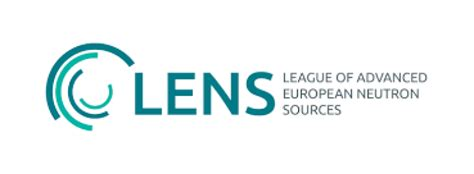 LENS
LEAGUE OF ADVANCED
EUROPEAN NEUTRON
SOURCES